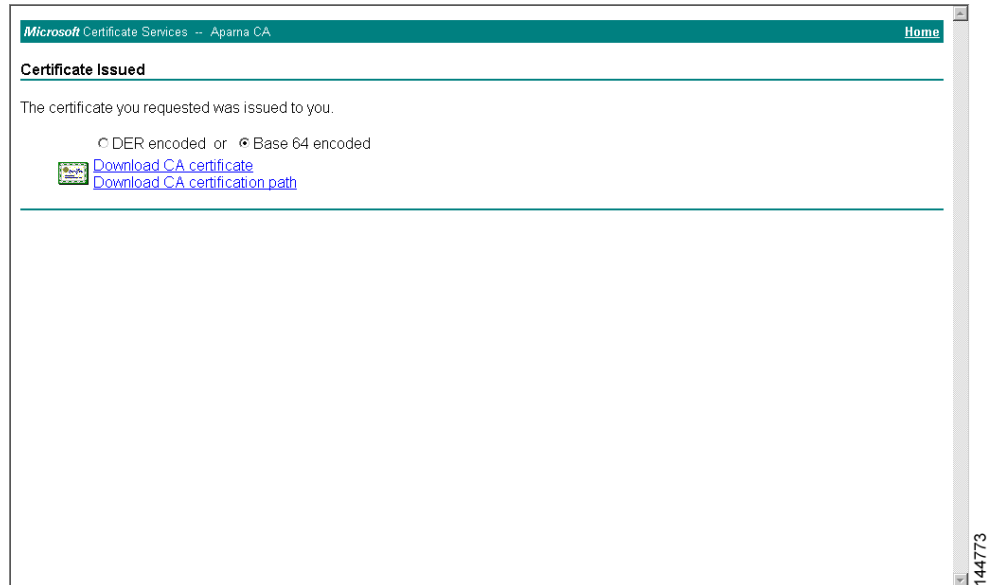 Microsoft Certificate Services -- Aparna CA Home
Certificate Issued
The certificate you requested was issued to you.
DER encoded or Base 64 encoded
Download CA certificate
Download CA certification path
144773